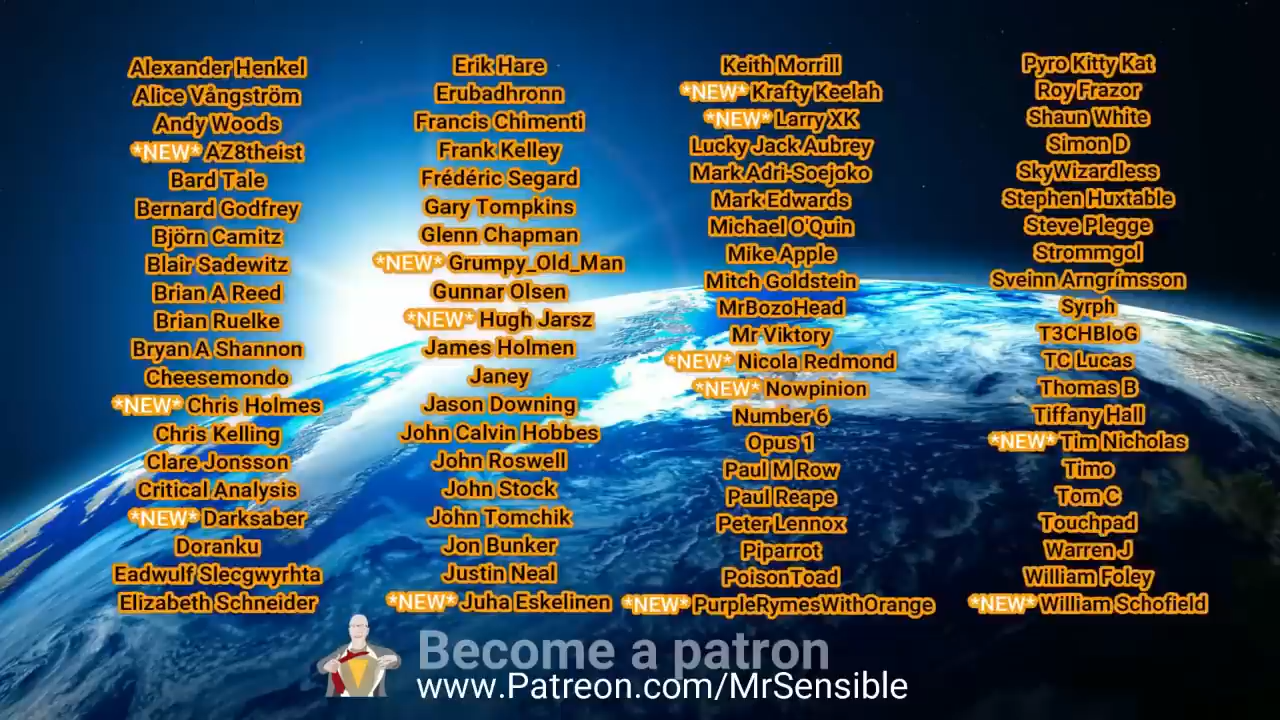 Alexander Henkel
Alice Vångström
Andy Woods
*NEW* AZ8theist
Bard Tale
Bernard Godfrey
Björn Camitz
Blair Sadewitz
Brian A Reed
Brian Ruelke
Bryan A Shannon
Cheesemondo
*NEW* Chris Holmes
Chris Kelling
Clare Jonsson
Critical Analysis
*NEW* Darksaber
Doranku
Eadwulf Slecgwyrhta
Elizabeth Schneider
Erik Hare
Erubadhronn
Francis Chimenti
Frank Kelley
Frédéric Segard
Gary Tompkins
Glenn Chapman
*NEW* Grumpy_Old_Man
Gunnar Olsen
*NEW* Hugh Jarsz
James Holmen
Janey
Jason Downing
John Calvin Hobbes
John Roswell
John Stock
John Tomchik
Jon Bunker
Justin Neal
*NEW* Juha Eskelinen
Keith Morrill
*NEW* Krafty Keelah
*NEW* Larry XK
Lucky Jack Aubrey
Mark Adri-Soejoko
Mark Edwards
Michael O'Quin
Mike Apple
Mitch Goldstein
MrBozoHead
Mr Viktory
*NEW* Nicola Redmond
*NEW* Nowpinion
Number 6
Opus 1
Paul M Row
Paul Reape
Peter Lennox
Piparrot
PoisonToad
*NEW* PurpleRymesWithOrange
Pyro Kitty Kat
Roy Frazor
Shaun White
Simon D
SkyWizardless
Stephen Huxtable
Steve Plegge
Strommgol
Sveinn Arngrímsson
Syrph
T3CHBIoG
TC Lucas
Thomas B
Tiffany Hall
*NEW* Tim Nicholas
Timo
Tom C
Touchpad
Warren J
William Foley
*NEW* William Schofield
Become a patron
www.Patreon.com/MrSensible